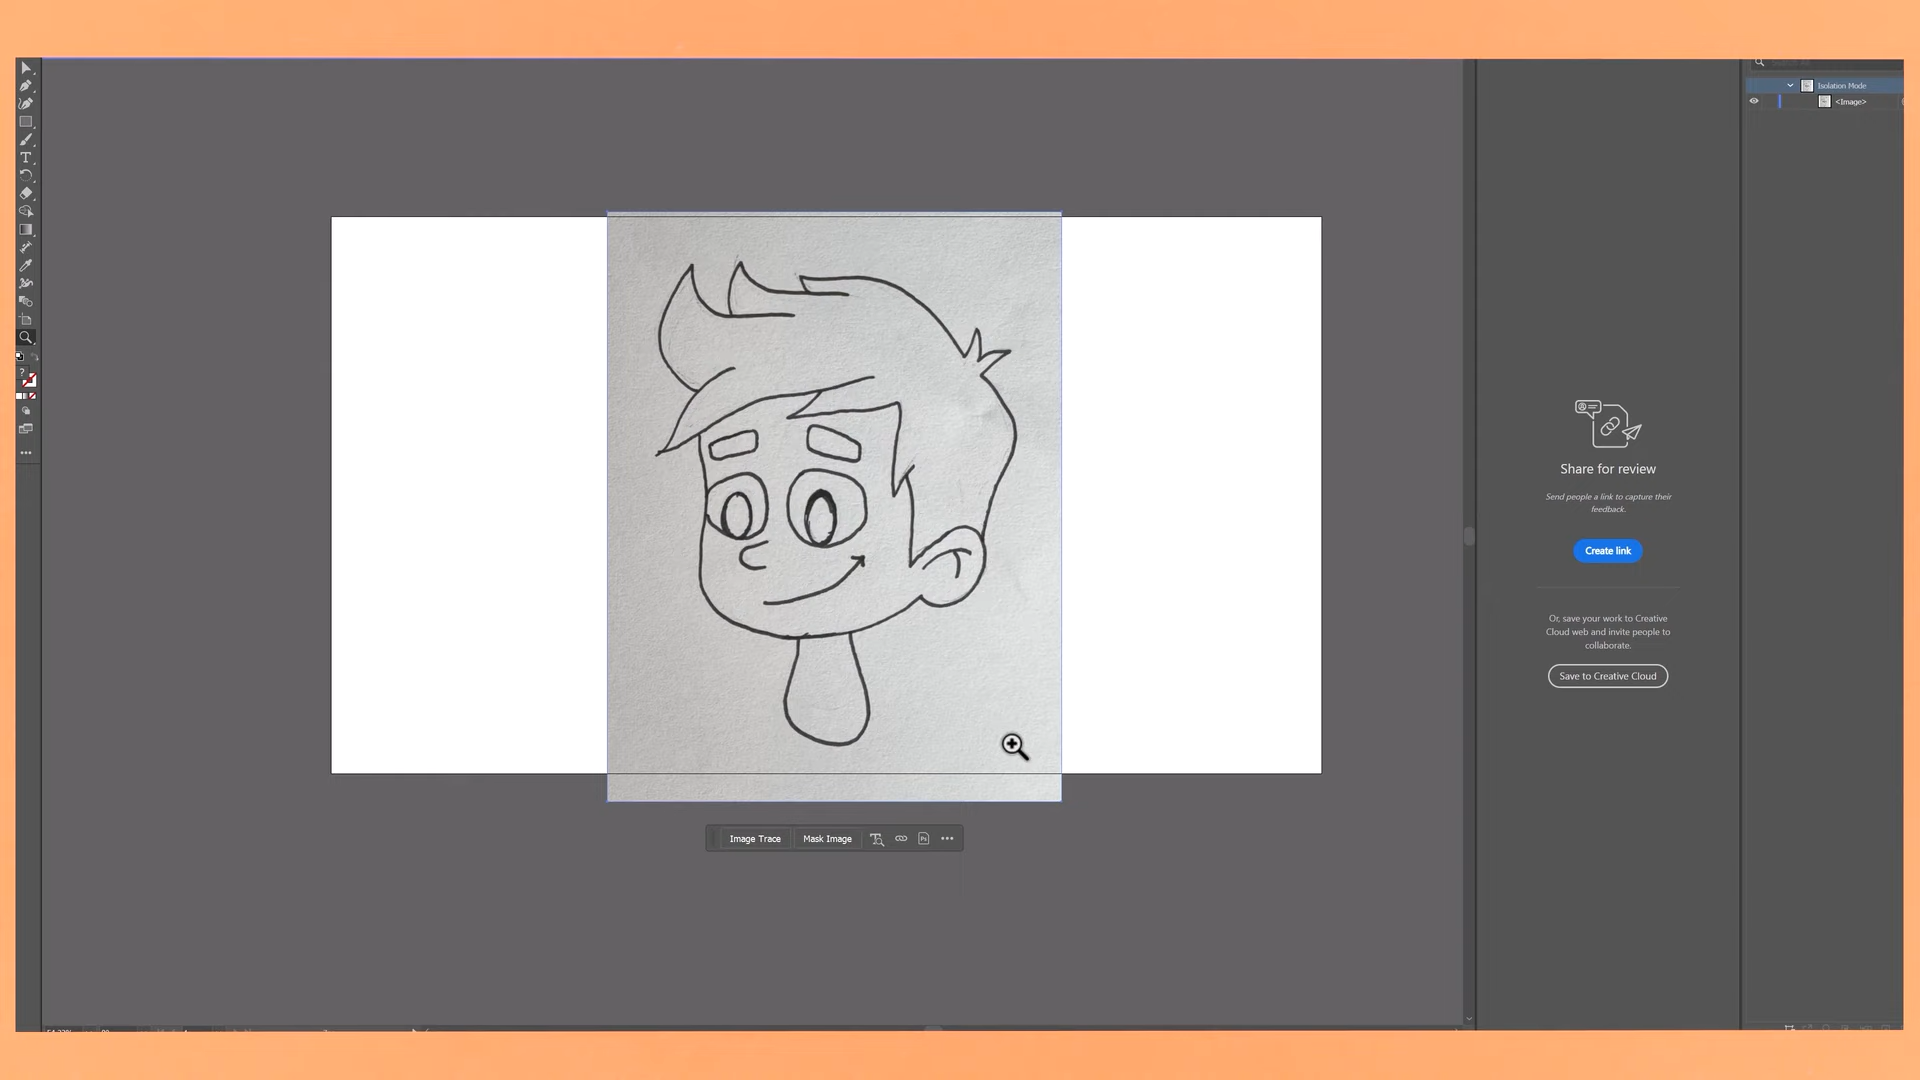 Isolation Mode
<Image>
Share for review
Send people a link to capture their
feedback.
Create link
Or, save your work to Creative
Cloud web and invite people to
collaborate.
Save to Creative Cloud
Image Trace
Mask Image